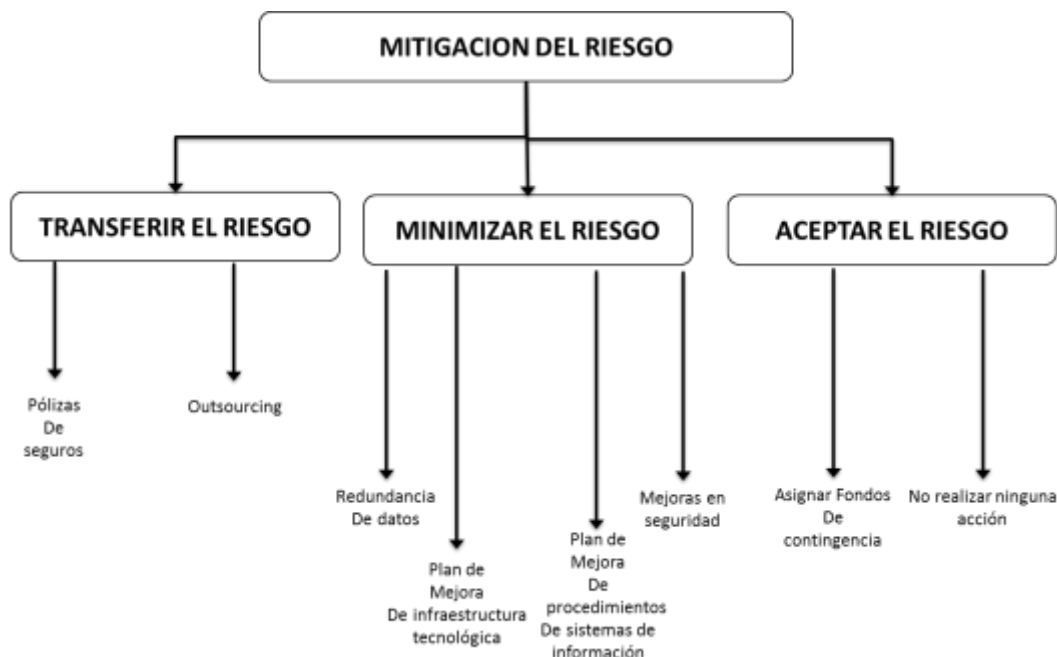 MITIGACION DEL RIESGO
TRANSFERIR EL RIESGO
MINIMIZAR EL RIESGO
ACEPTAR EL RIESGO
Pólizas
De
seguros
Outsourcing
Redundancia
De datos
Plan de
Mejora
De infraestructura
tecnológica
Plan de
Mejora
De
procedimientos
De sistemas de
información
Mejoras en
seguridad
Asignar Fondos
De
contingencia
No realizar ninguna
acción